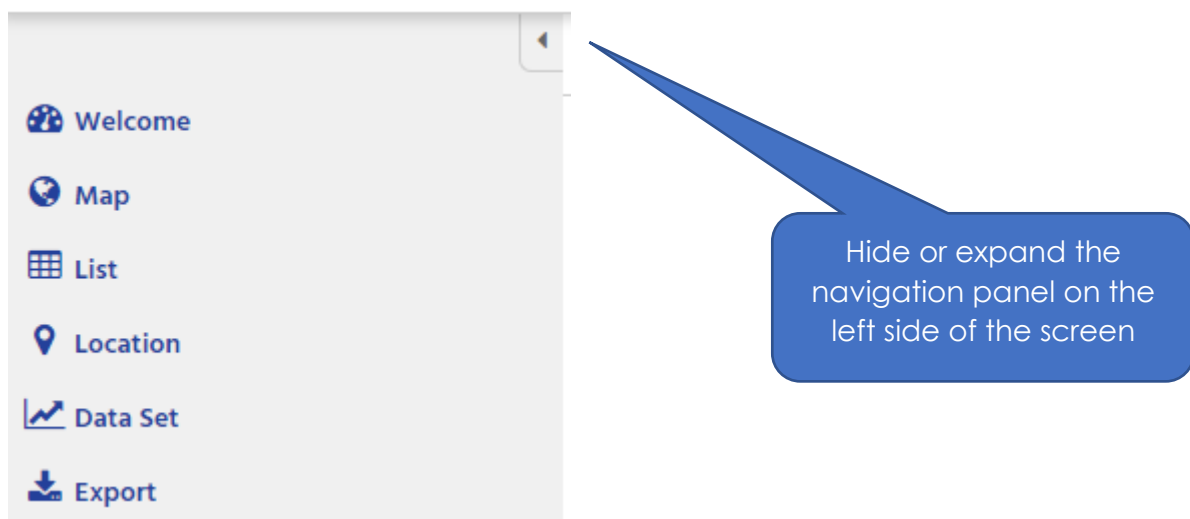 Welcome
Map
List
Location
Data Set
Export
Hide or expand the
navigation panel on the
left side of the screen